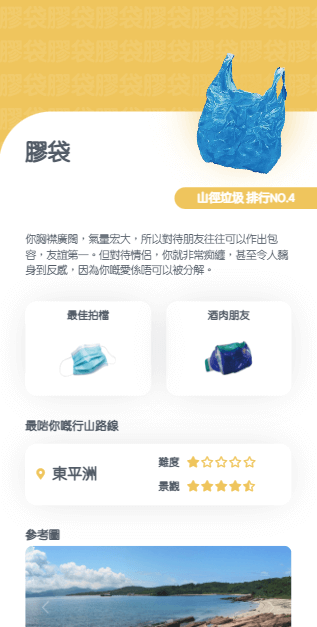 膠袋
山徑垃圾 排行NO.4
你胸襟廣闊，氣量宏大，所以對待朋友往往可以作出包
容，友誼第一。但對待情侶，你就非常痴纏，甚至令人聽
身到反感，因為你嘅愛係唔可以被分解。
最佳拍檔
酒肉朋友
最啱你嘅行山路線
東平洲
難度
景觀
參考圖